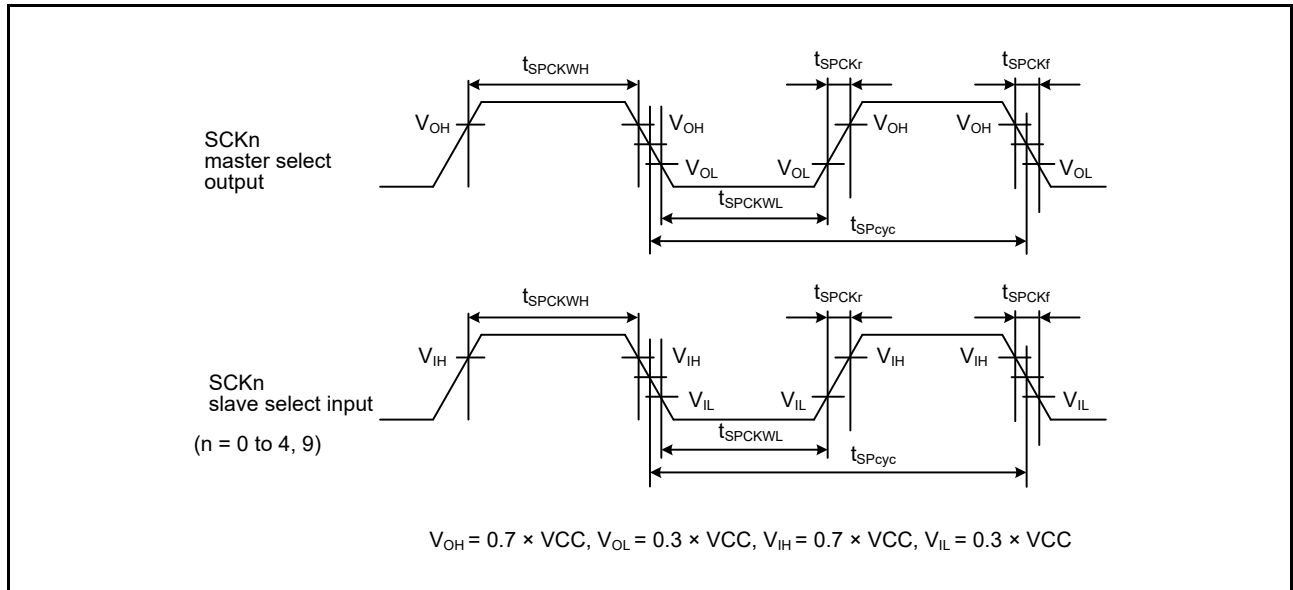 tSPCKWH
tSPCKr
tSPCKf
VOH
VOH
VOH
VOH
SCKn
master select
output
VOL
VOL
VOL
tSPCKWL
tSPcyc
tSPCKWH
tSPCKr
tSPCKf
VIH
VIH
VIH
VIH
SCKn
slave select input
VIL
VIL
VIL
(n = 0 to 4, 9)
tSPCKWL
tSPcyc
VOH = 0.7 × VCC, VOL = 0.3 × VCC, VIH = 0.7 × VCC, VIL = 0.3 × VCC